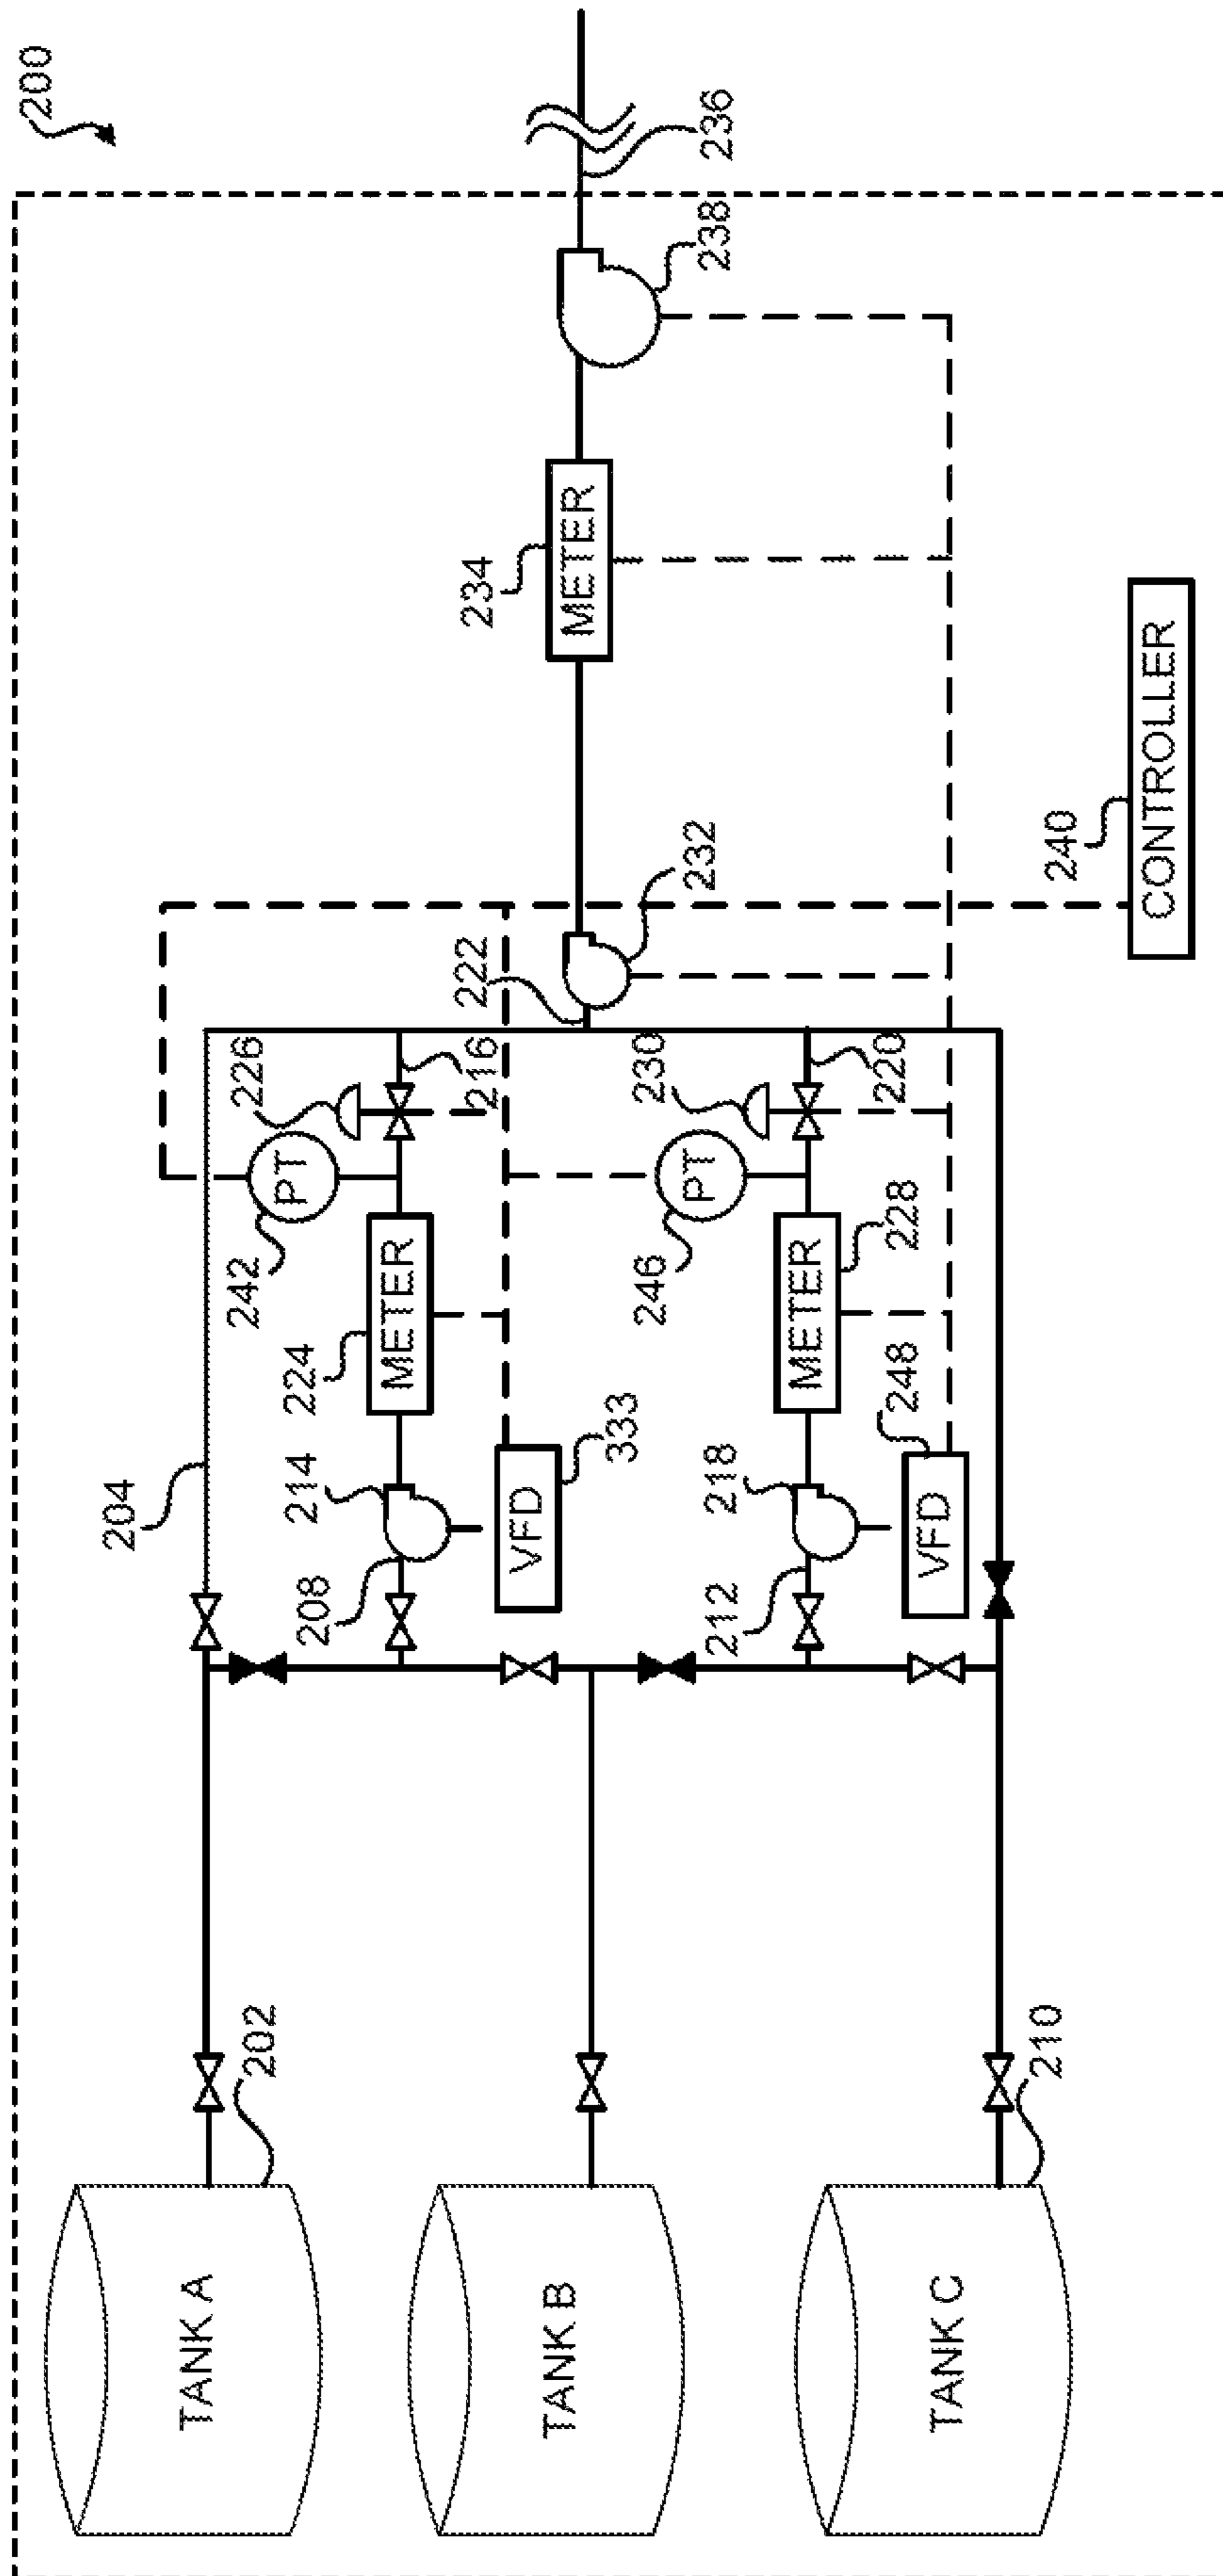 200
TANK A
202
204
242
PT
226
224
METER
216
214
208
VFD
333
TANK B
222
232
234
METER
236
238
246
PT
230
220
228
METER
218
212
248
VFD
TANK C
210
240
CONTROLLER